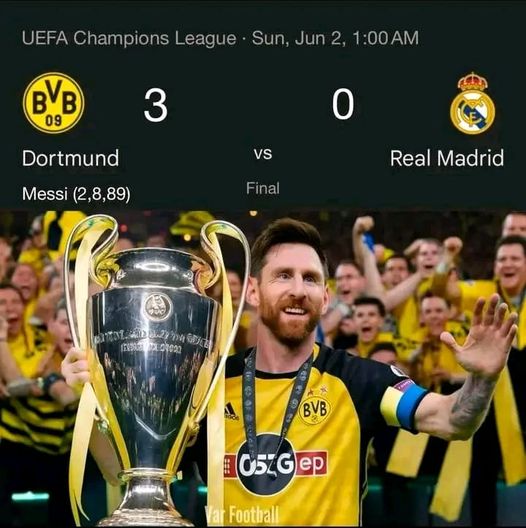 UEFA Champions League · Sun, Jun 2, 1:00 AM
BVB
09
3
0
Dortmund
vs
Real Madrid
Messi (2,8,89)
Final
BVB
ep
Var Football